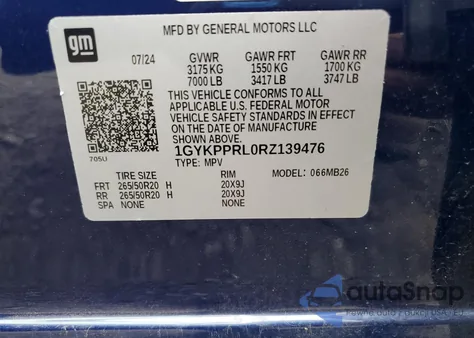 gm
MFD BY GENERAL MOTORS LLC
07/24 GVWR GAWR FRT GAWR RR
3175 KG 1550 KG 1700 KG
7000 LB 3417 LB 3747 LB
THIS VEHICLE CONFORMS TO ALL
APPLICABLE U.S. FEDERAL MOTOR
VEHICLE SAFETY STANDARDS IN EFFECT
ON THE DATE OF MANUFACTURE
SHOWN ABOVE.
1GYKPPRL0RZ139476
705U
TYPE: MPV MODEL: 066MB26
TIRE SIZE RIM
FRT 265/50R20 H 20X9J
RR 265/50R20 H 20X9J
SPA NONE NONE
autoSnap